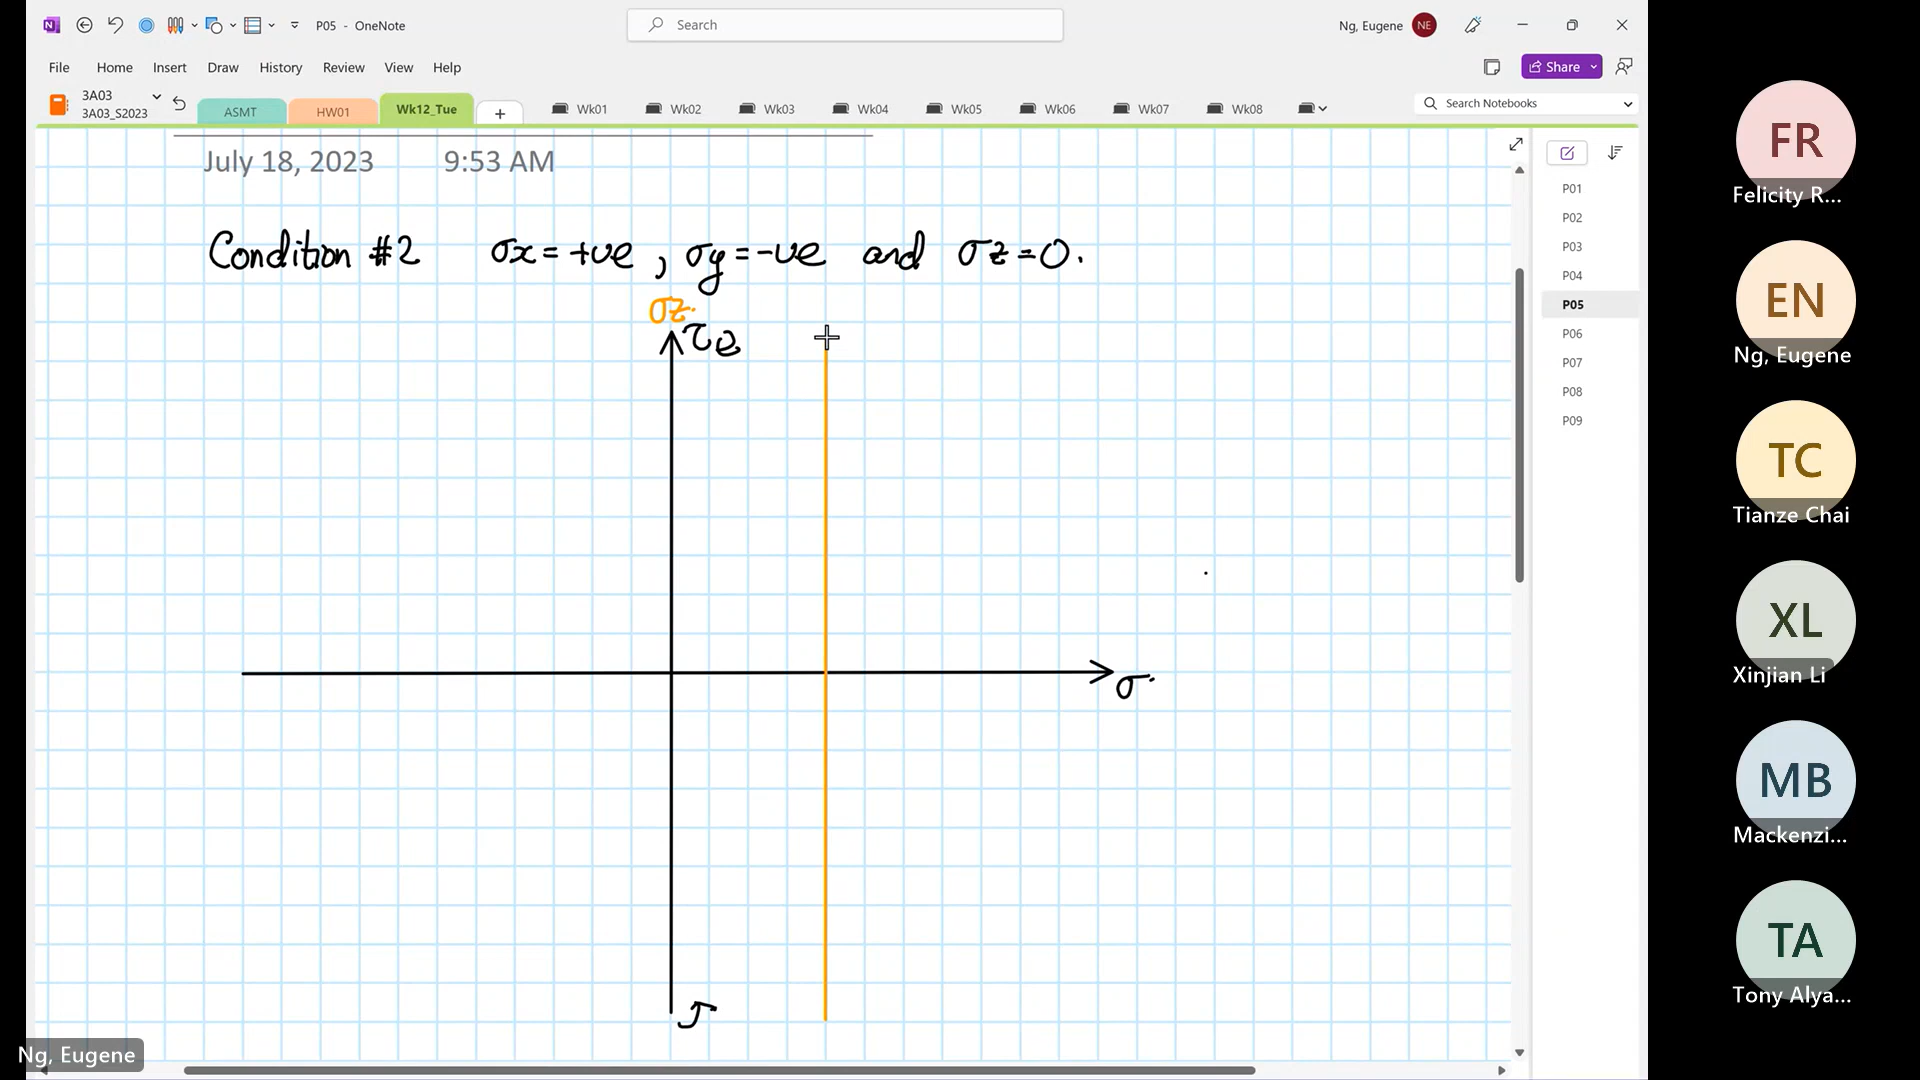 P05 - OneNote
Search
Ng, Eugene
NE
File Home Insert Draw History Review View Help
Share
3A03
3A03_S2023
ASMT
HW01
Wk12_Tue
Wk01
Wk02
Wk03
Wk04
Wk05
Wk06
Wk07
Wk08
Search Notebooks
July 18, 2023 9:53 AM
Condition #2 σx = +ve , σy = -ve and σz = 0.
σz
σ
P01
P02
P03
P04
P05
P06
P07
P08
P09
FR
Felicity R...
EN
Ng, Eugene
TC
Tianze Chai
XL
Xinjian Li
MB
Mackenzi...
TA
Tony Alya...
Ng, Eugene